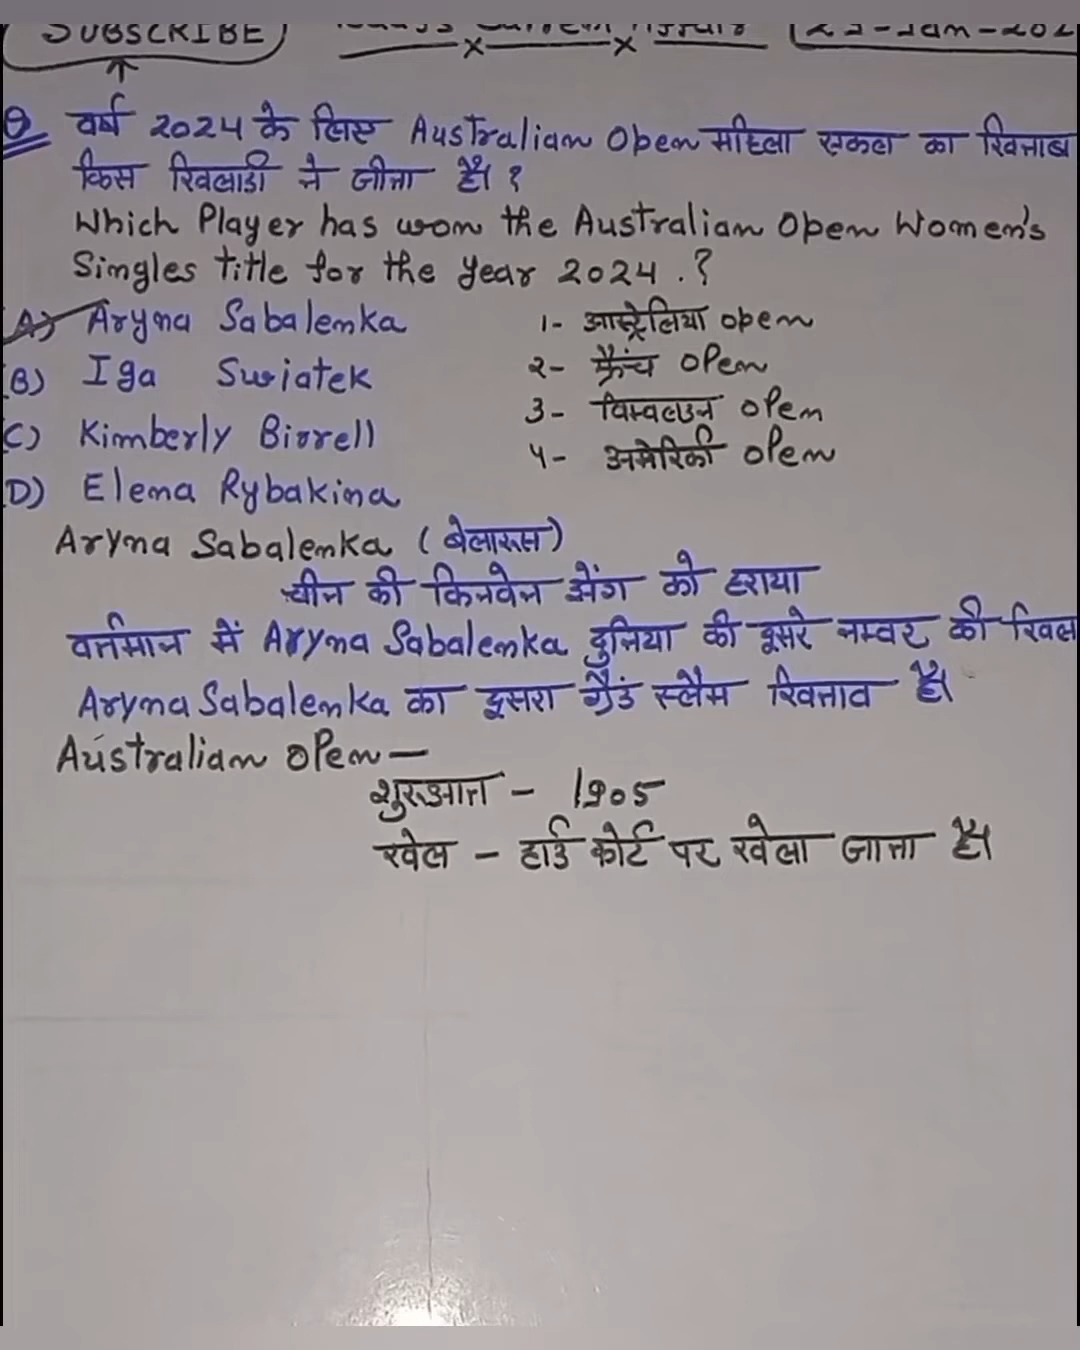 SUBSCRIBE
Q वर्ष 2024 के लिए Australian Open महिला एकल का खिताब
किस खिलाडी ने जीता है ?
Which Player has won the Australian Open Women's
Singles title for the year 2024 . ?
A) Aryna Sabalenka
1- आस्ट्रेलिया open
(B) Iga Swiatek
2- फ्रैंच open
3- विम्वलडन open
(C) Kimberly Birrell
4- अमेरिकी open
(D) Elena Rybakina
Aryna Sabalenka (बेलारूस)
चीन की किनवेन झेंग को हराया
वर्तमान में Aryna Sabalenka दुनिया की दूसरे नम्वर की खिल
Aryna Sabalenka का दूसरा ग्रैंड स्लैम खिताव है।
Australian open —
शुरुआत - 1905
खेल - हार्ड कोर्ट पर खेला जाता है।